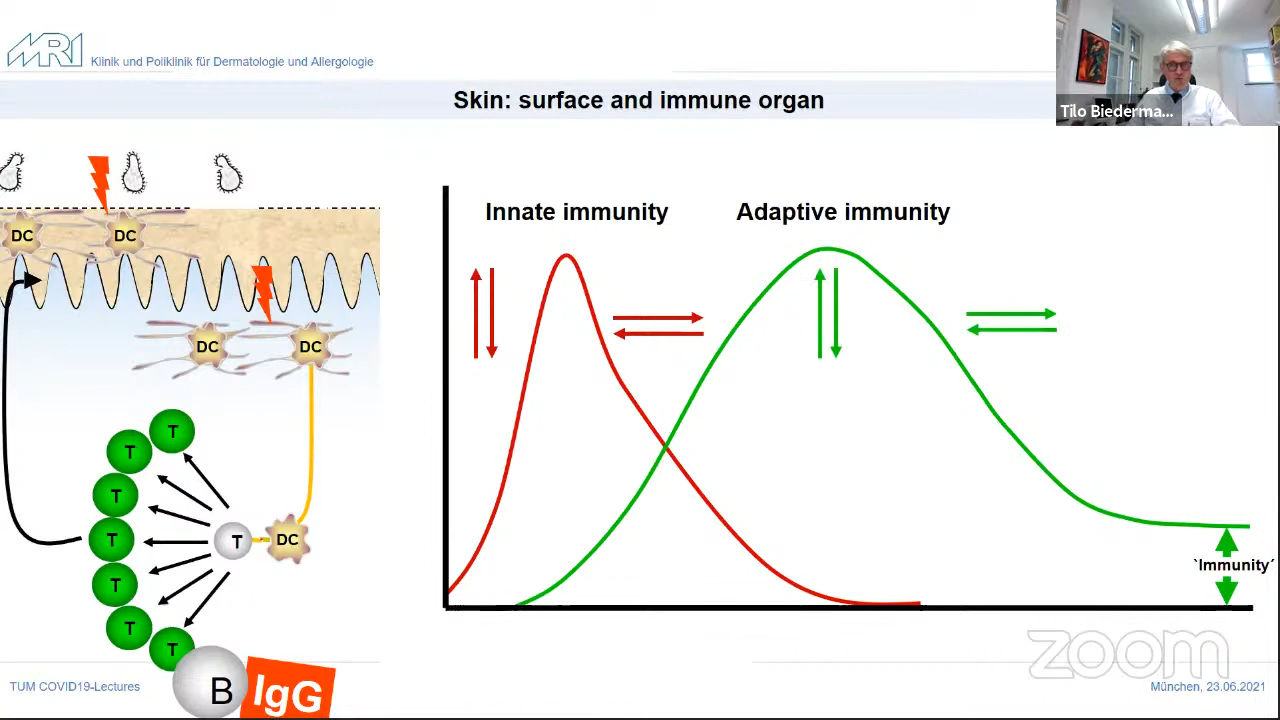 MRI
Klinik und Poliklinik für Dermatologie und Allergologie
Skin: surface and immune organ
Tilo Biederma...
Innate immunity
Adaptive immunity
DC
DC
DC
DC
T
T
T
T
T
T
T
T
DC
B
IgG
`Immunity´
zoom
TUM COVID19-Lectures
München, 23.06.2021